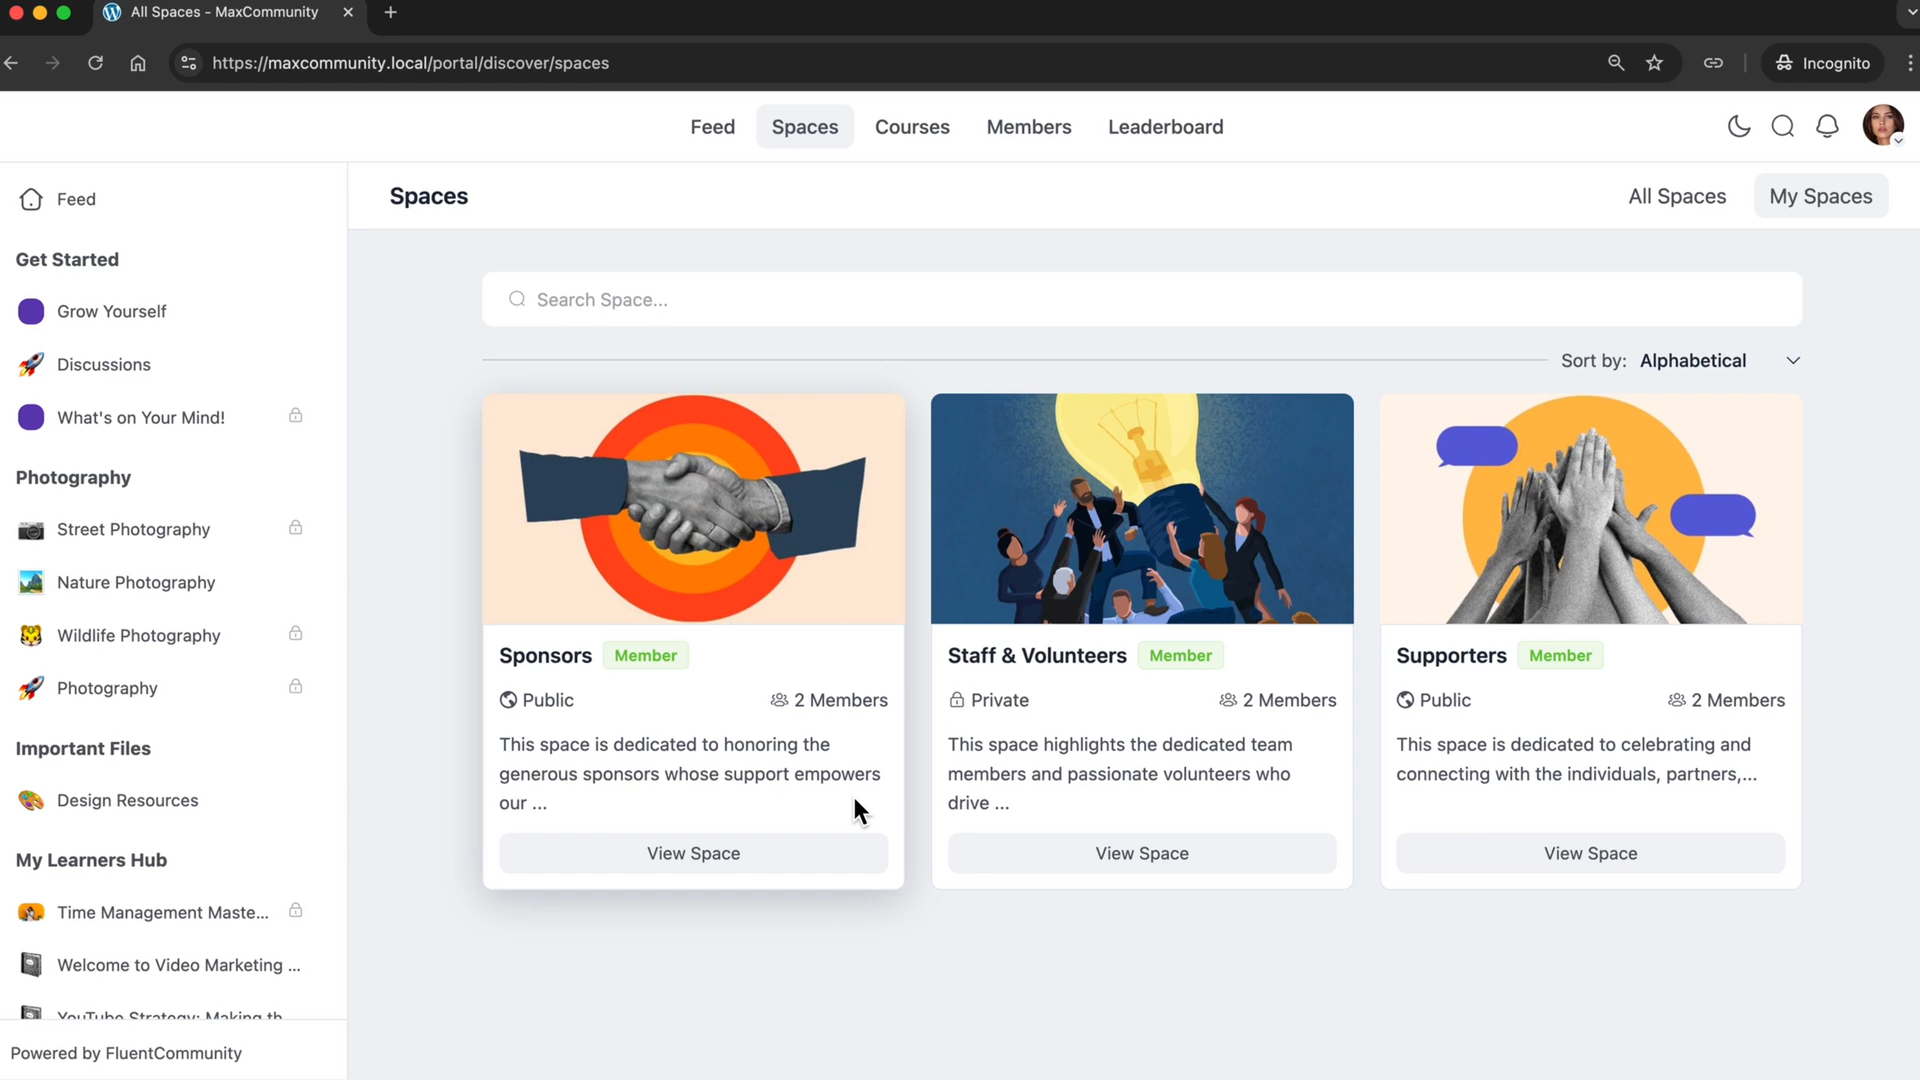 All Spaces - MaxCommunity
https://maxcommunity.local/portal/discover/spaces
Incognito
Feed
Spaces
Courses
Members
Leaderboard
Feed
Get Started
Grow Yourself
Discussions
What's on Your Mind!
Photography
Street Photography
Nature Photography
Wildlife Photography
Photography
Important Files
Design Resources
My Learners Hub
Time Management Maste...
Welcome to Video Marketing ...
YouTube Strategy: Making th
Powered by FluentCommunity
Spaces
All Spaces
My Spaces
Search Space...
Sort by: Alphabetical
Sponsors Member
Public 2 Members
This space is dedicated to honoring the
generous sponsors whose support empowers
our ...
View Space
Staff & Volunteers Member
Private 2 Members
This space highlights the dedicated team
members and passionate volunteers who
drive ...
View Space
Supporters Member
Public 2 Members
This space is dedicated to celebrating and
connecting with the individuals, partners,...
View Space